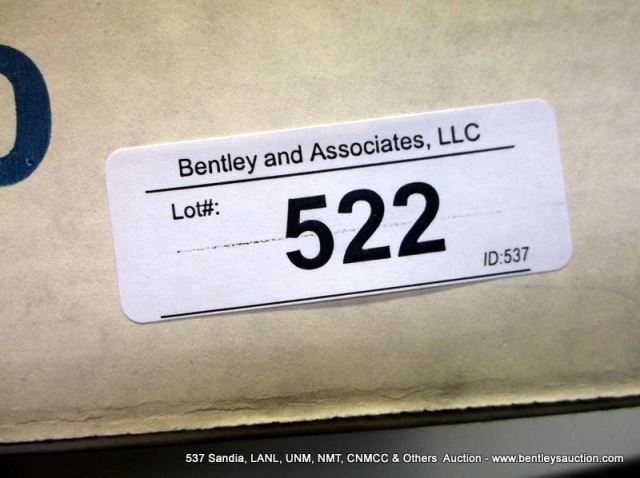 Bentley and Associates, LLC
Lot#:
522
ID:537
537 Sandia, LANL, UNM, NMT, CNMCC & Others Auction - www.bentleysauction.com